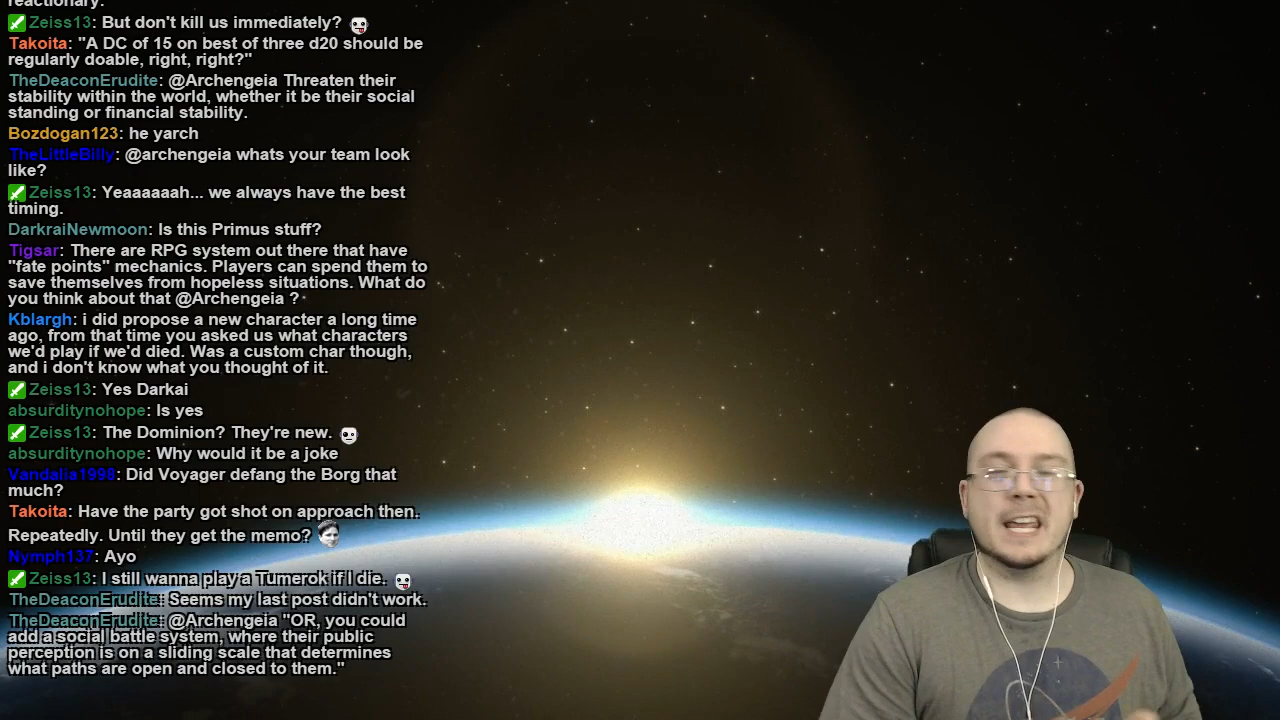 reactionary.
Zeiss13: But don't kill us immediately?
Takoita: "A DC of 15 on best of three d20 should be
regularly doable, right, right?"
TheDeaconErudite: @Archengeia Threaten their
stability within the world, whether it be their social
standing or financial stability.
Bozdogan123: he yarch
TheLittleBilly: @archengeia whats your team look
like?
Zeiss13: Yeaaaaaah... we always have the best
timing.
DarkraiNewmoon: Is this Primus stuff?
Tigsar: There are RPG system out there that have
"fate points" mechanics. Players can spend them to
save themselves from hopeless situations. What do
you think about that @Archengeia ?
Kblargh: i did propose a new character a long time
ago, from that time you asked us what characters
we'd play if we'd died. Was a custom char though,
and i don't know what you thought of it.
Zeiss13: Yes Darkai
absurditynohope: Is yes
Zeiss13: The Dominion? They're new.
absurditynohope: Why would it be a joke
Vandalia1998: Did Voyager defang the Borg that
much?
Takoita: Have the party got shot on approach then.
Repeatedly. Until they get the memo?
Nymph137: Ayo
Zeiss13: I still wanna play a Tumerok if I die.
TheDeaconErudite: Seems my last post didn't work.
TheDeaconErudite: @Archengeia "OR, you could
add a social battle system, where their public
perception is on a sliding scale that determines
what paths are open and closed to them."